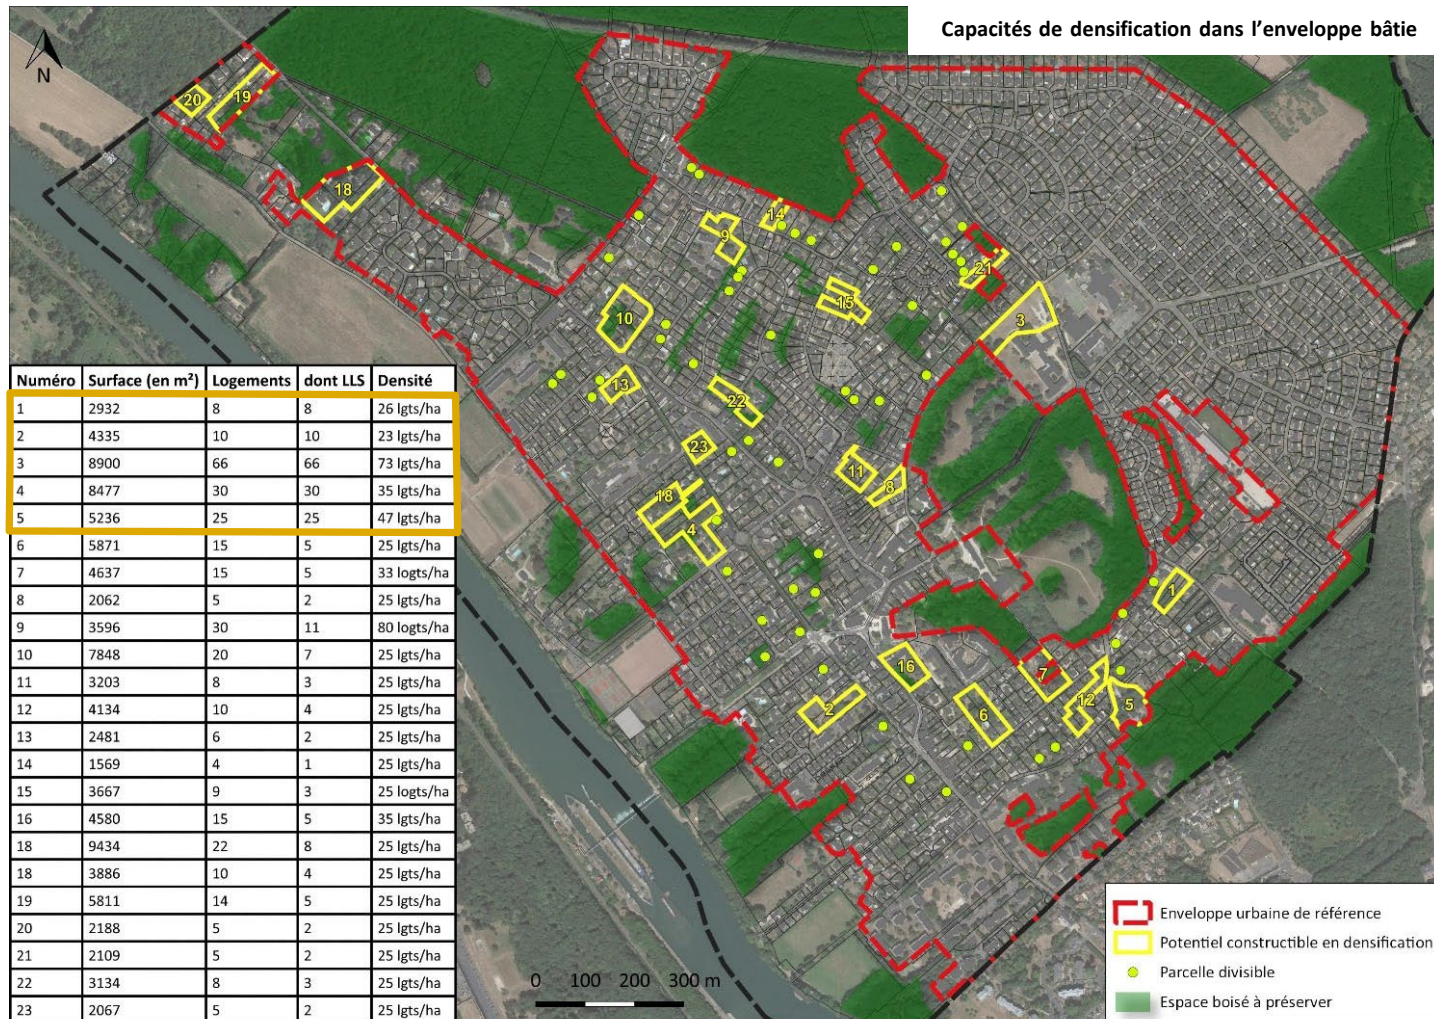 Capacités de densification dans l'enveloppe bâtie
N
20
19
18
14
9
21
15
10
3
13
22
23
11
8
18
4
1
16
7
12
5
2
6
Numéro Surface (en m²) Logements dont LLS Densité
1 2932 8 8 26 lgts/ha
2 4335 10 10 23 lgts/ha
3 8900 66 66 73 lgts/ha
4 8477 30 30 35 lgts/ha
5 5236 25 25 47 lgts/ha
6 5871 15 5 25 lgts/ha
7 4637 15 5 33 logts/ha
8 2062 5 2 25 lgts/ha
9 3596 30 11 80 logts/ha
10 7848 20 7 25 lgts/ha
11 3203 8 3 25 lgts/ha
12 4134 10 4 25 lgts/ha
13 2481 6 2 25 lgts/ha
14 1569 4 1 25 lgts/ha
15 3667 9 3 25 logts/ha
16 4580 15 5 35 lgts/ha
18 9434 22 8 25 lgts/ha
18 3886 10 4 25 lgts/ha
19 5811 14 5 25 lgts/ha
20 2188 5 2 25 lgts/ha
21 2109 5 2 25 lgts/ha
22 3134 8 3 25 lgts/ha
23 2067 5 2 25 lgts/ha
0 100 200 300 m
Enveloppe urbaine de référence
Potentiel constructible en densification
Parcelle divisible
Espace boisé à préserver